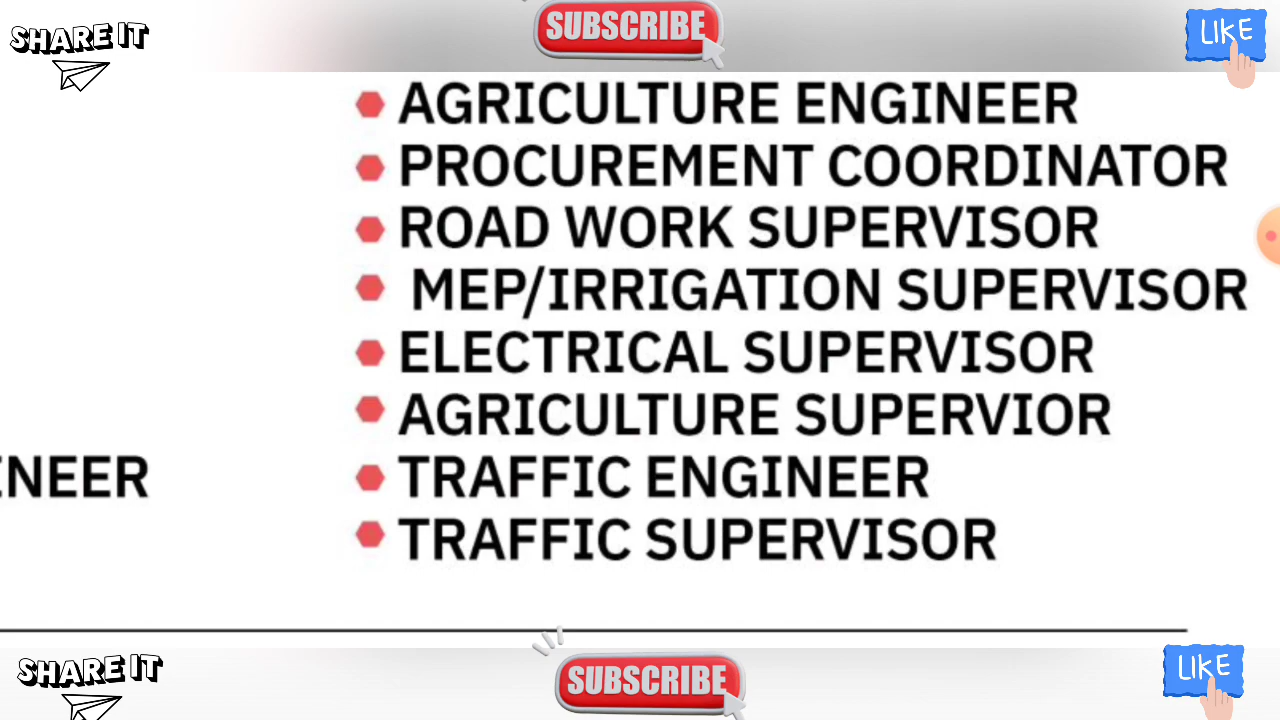 SHARE IT
SUBSCRIBE
LIKE
AGRICULTURE ENGINEER
PROCUREMENT COORDINATOR
ROAD WORK SUPERVISOR
MEP/IRRIGATION SUPERVISOR
ELECTRICAL SUPERVISOR
AGRICULTURE SUPERVIOR
INEER
TRAFFIC ENGINEER
TRAFFIC SUPERVISOR
SHARE IT
SUBSCRIBE
LIKE